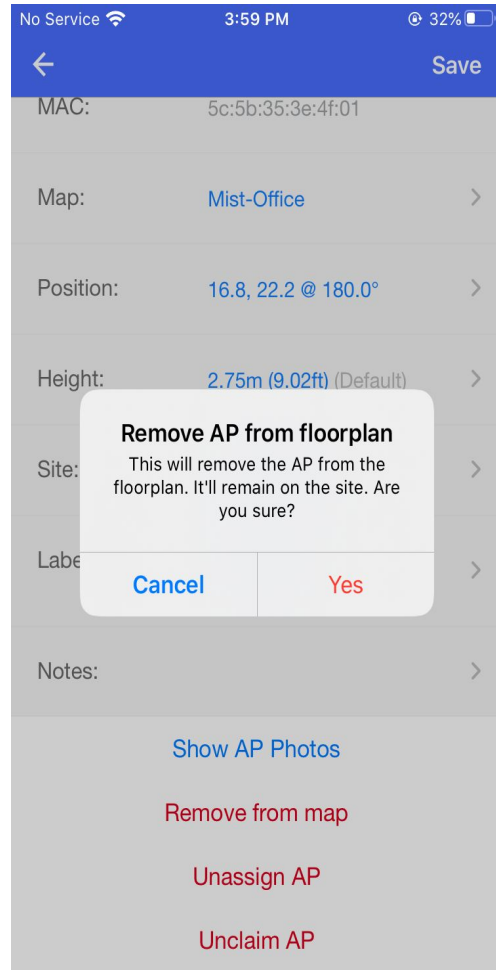 No Service 3:59 PM 32%
Save
MAC: 5c:5b:35:3e:4f:01
Map: Mist-Office
Position: 16.8, 22.2 @ 180.0°
Height: 2.75m (9.02ft) (Default)
Remove AP from floorplan
Site: This will remove the AP from the
floorplan. It'll remain on the site. Are
you sure?
Labe
Cancel Yes
Notes:
Show AP Photos
Remove from map
Unassign AP
Unclaim AP